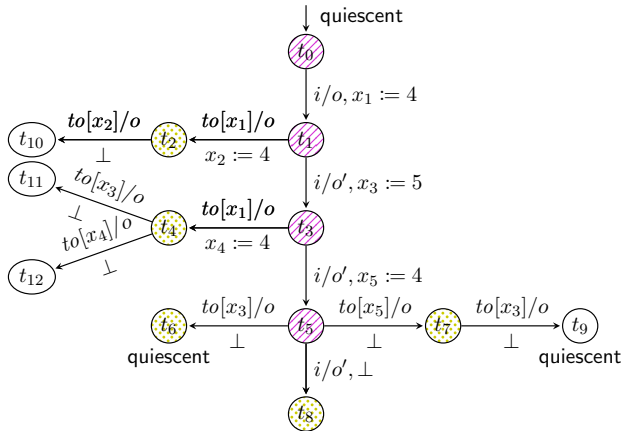 quiescent
t₀
i/o, x₁ := 4
to[x₂]/o
to[x₁]/o
t₁₀
t₂
t₁
⊥
x₂ := 4
t₁₁
to[x₃]/o
i/o′, x₃ := 5
⊥
to[x₁]/o
to[x₄]/o
t₄
t₃
x₄ := 4
⊥
t₁₂
i/o′, x₅ := 4
to[x₃]/o
to[x₅]/o
to[x₃]/o
t₆
t₅
t₇
t₉
quiescent
⊥
⊥
⊥
quiescent
i/o′, ⊥
t₈